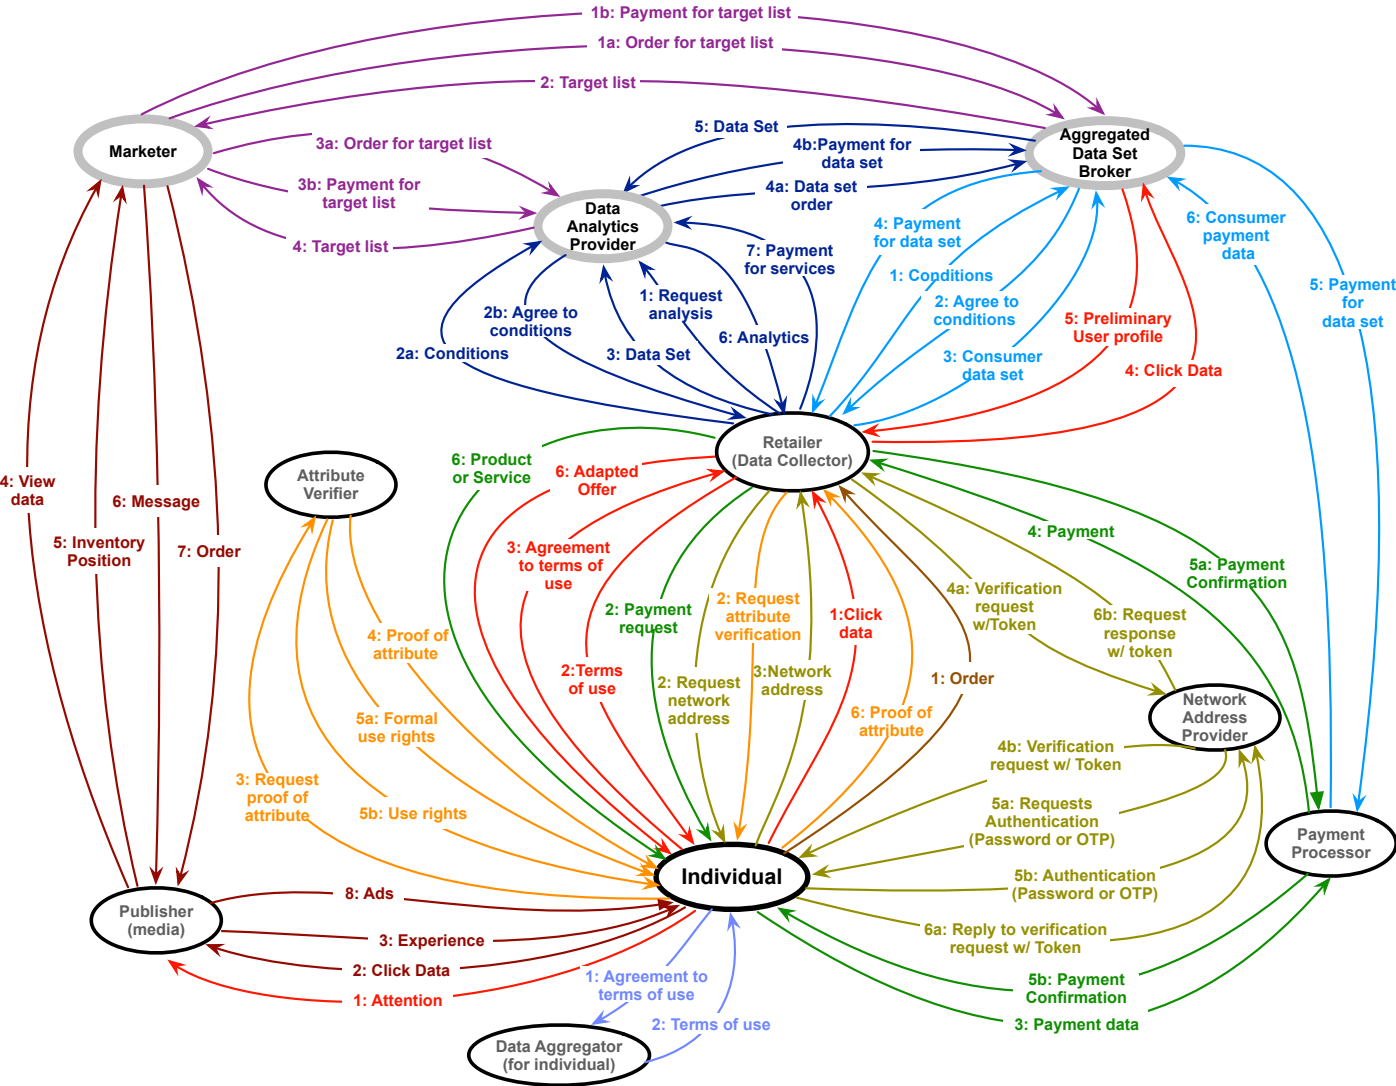 1b: Payment for target list
1a: Order for target list
2: Target list
Marketer
3a: Order for target list
3b: Payment for
target list
4: Target list
5: Data Set
4b:Payment for
data set
4a: Data set
order
Aggregated
Data Set
Broker
Data
Analytics
Provider
6: Consumer
payment
data
5: Payment
for
data set
4: Payment
for data set
7: Payment
for services
1: Conditions
1: Request
analysis
2b: Agree to
conditions
2: Agree to
conditions
5: Preliminary
User profile
6: Analytics
2a: Conditions
3: Data Set
3: Consumer
data set
4: Click Data
Retailer
(Data Collector)
6: Product
or Service
6: Adapted
Offer
Attribute
Verifier
4: View
data
6: Message
5: Inventory
Position
7: Order
3: Agreement
to terms of
use
4: Payment
5a: Payment
Confirmation
4a: Verification
request
w/Token
6b: Request
response
w/ token
2: Payment
request
2: Request
attribute
verification
1:Click
data
4: Proof of
attribute
2:Terms
of use
2: Request
network
address
3:Network
address
1: Order
6: Proof of
attribute
5a: Formal
use rights
Network
Address
Provider
4b: Verification
request w/ Token
3: Request
proof of
attribute
5b: Use rights
5a: Requests
Authentication
(Password or OTP)
Payment
Processor
Individual
5b: Authentication
(Password or OTP)
8: Ads
Publisher
(media)
3: Experience
6a: Reply to verification
request w/ Token
2: Click Data
1: Attention
1: Agreement to
terms of use
5b: Payment
Confirmation
2: Terms of use
3: Payment data
Data Aggregator
(for individual)